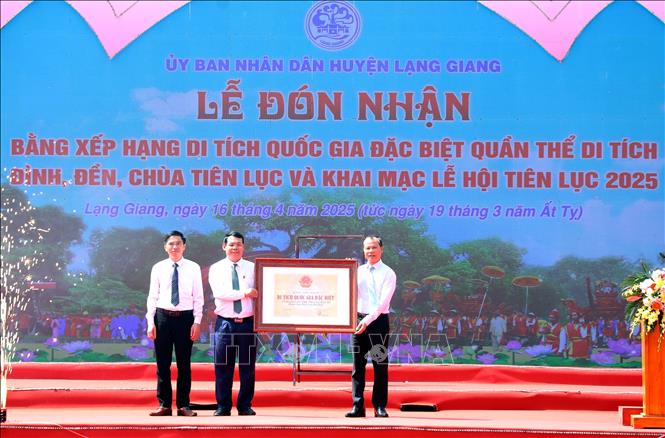 ỦY BAN NHÂN DÂN HUYỆN LẠNG GIANG
LỄ ĐÓN NHẬN
BẰNG XẾP HẠNG DI TÍCH QUỐC GIA ĐẶC BIỆT QUẦN THỂ DI TÍCH
ĐÌNH, ĐỀN, CHÙA TIÊN LỤC VÀ KHAI MẠC LỄ HỘI TIÊN LỤC 2025
Lạng Giang, ngày 16 tháng 4 năm 2025 (tức ngày 19 tháng 3 năm Ất Tỵ)
DI TÍCH QUỐC GIA ĐẶC BIỆT
TTXVN